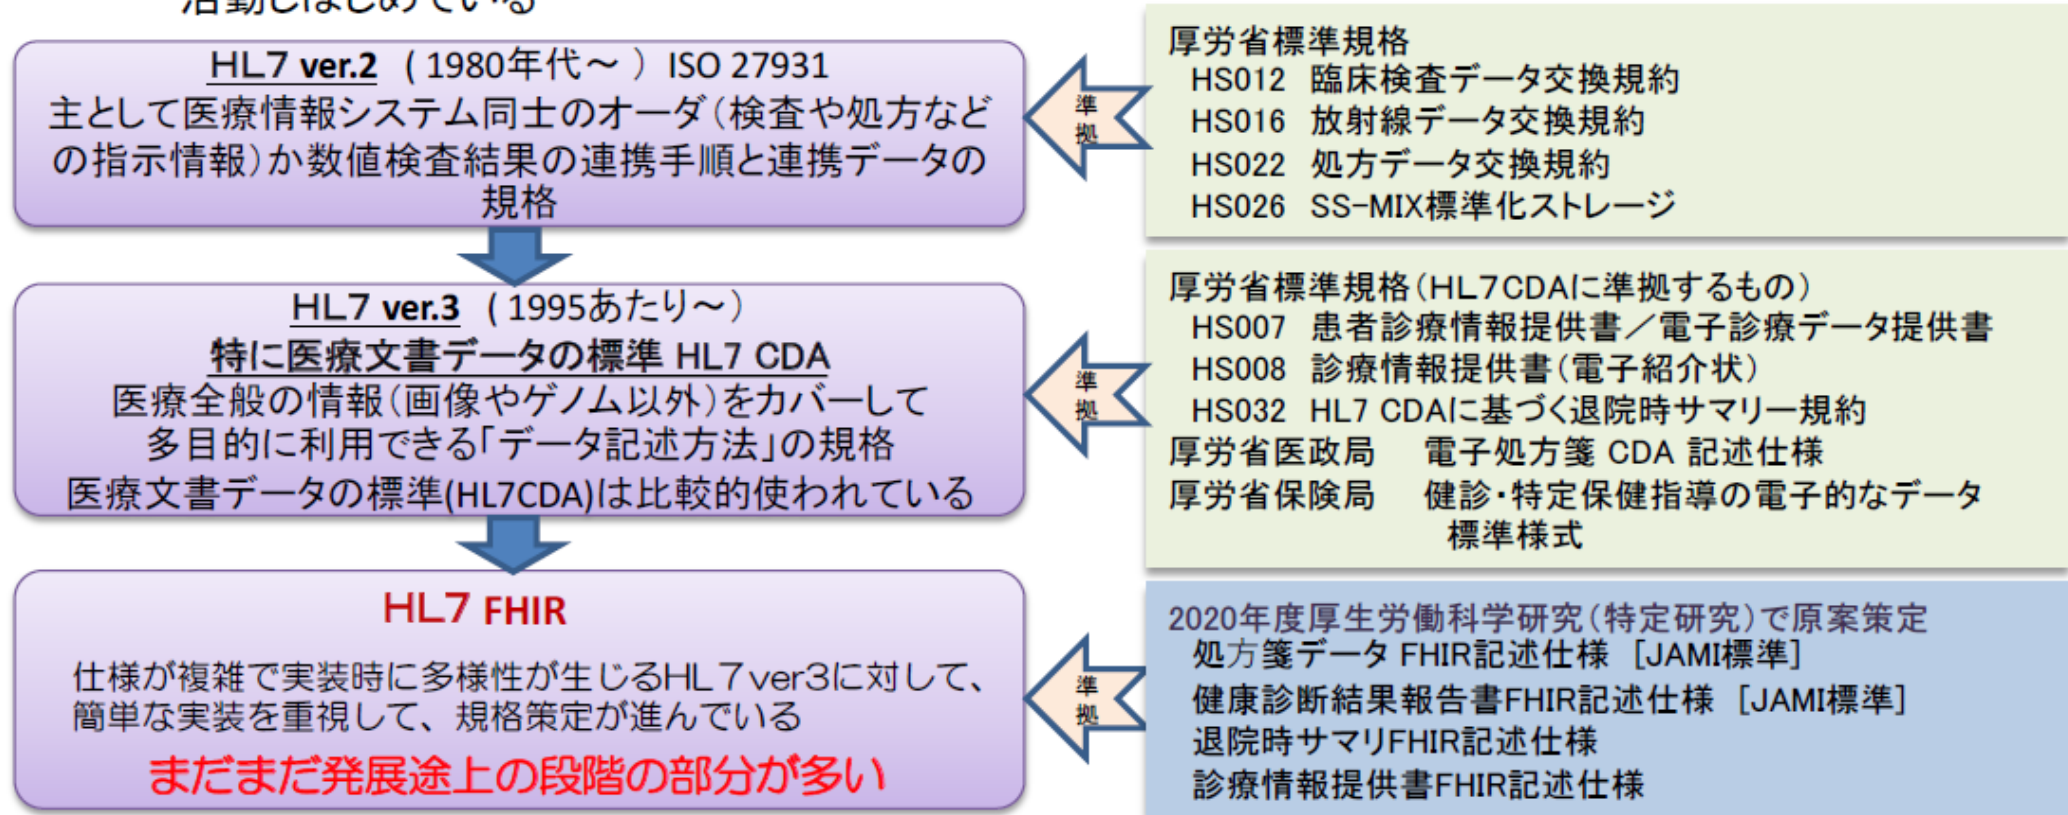 活動しはじめている
HL7 ver.2 ( 1980年代～ ) ISO 27931
主として医療情報システム同士のオーダ(検査や処方など
の指示情報)か数値検査結果の連携手順と連携データの
規格
準
拠
厚労省標準規格
HS012 臨床検査データ交換規約
HS016 放射線データ交換規約
HS022 処方データ交換規約
HS026 SS-MIX標準化ストレージ
HL7 ver.3 ( 1995あたり～)
特に医療文書データの標準 HL7 CDA
医療全般の情報(画像やゲノム以外)をカバーして
多目的に利用できる「データ記述方法」の規格
医療文書データの標準(HL7CDA)は比較的使われている
準
拠
厚労省標準規格(HL7CDAに準拠するもの)
HS007 患者診療情報提供書／電子診療データ提供書
HS008 診療情報提供書(電子紹介状)
HS032 HL7 CDAに基づく退院時サマリー規約
厚労省医政局 電子処方箋 CDA 記述仕様
厚労省保険局 健診・特定保健指導の電子的なデータ
標準様式
HL7 FHIR
仕様が複雑で実装時に多様性が生じるHL7ver3に対して、
簡単な実装を重視して、規格策定が進んでいる
まだまだ発展途上の段階の部分が多い
準
拠
2020年度厚生労働科学研究(特定研究)で原案策定
処方箋データ FHIR記述仕様 [JAMI標準]
健康診断結果報告書FHIR記述仕様 [JAMI標準]
退院時サマリFHIR記述仕様
診療情報提供書FHIR記述仕様